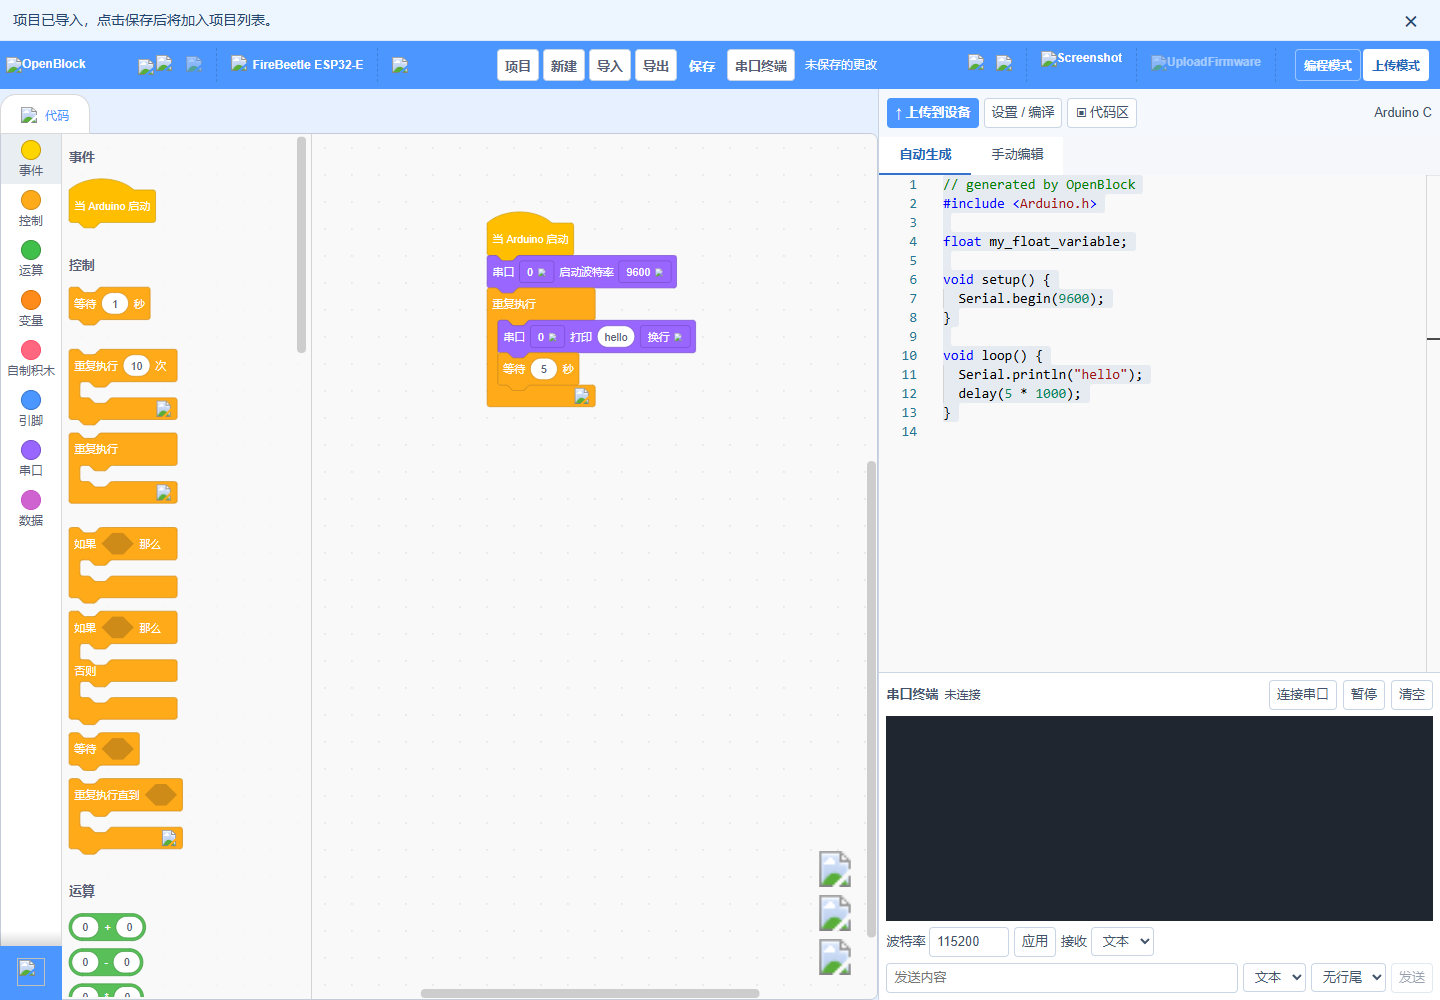 项目已导入，点击保存后将加入项目列表。 ×
OpenBlock FireBeetle ESP32-E 项目 新建 导入 导出 保存 串口终端 未保存的更改 Screenshot UploadFirmware 编程模式 上传模式
代码
↑ 上传到设备 设置 / 编译 ▣ 代码区 Arduino C
自动生成 手动编辑
事件
控制
运算
变量
自制积木
引脚
串口
数据
事件
当 Arduino 启动
控制
等待 1 秒
重复执行 10 次
重复执行
如果 那么
如果 那么
否则
等待
重复执行直到
运算
0 + 0
0 - 0
当 Arduino 启动
串口 0 启动波特率 9600
重复执行
串口 0 打印 hello 换行
等待 5 秒
1 // generated by OpenBlock
2 #include <Arduino.h>
3
4 float my_float_variable;
5
6 void setup() {
7 Serial.begin(9600);
8 }
9
10 void loop() {
11 Serial.println("hello");
12 delay(5 * 1000);
13 }
14
串口终端 未连接 连接串口 暂停 清空
波特率 115200 应用 接收 文本
发送内容 文本 无行尾 发送